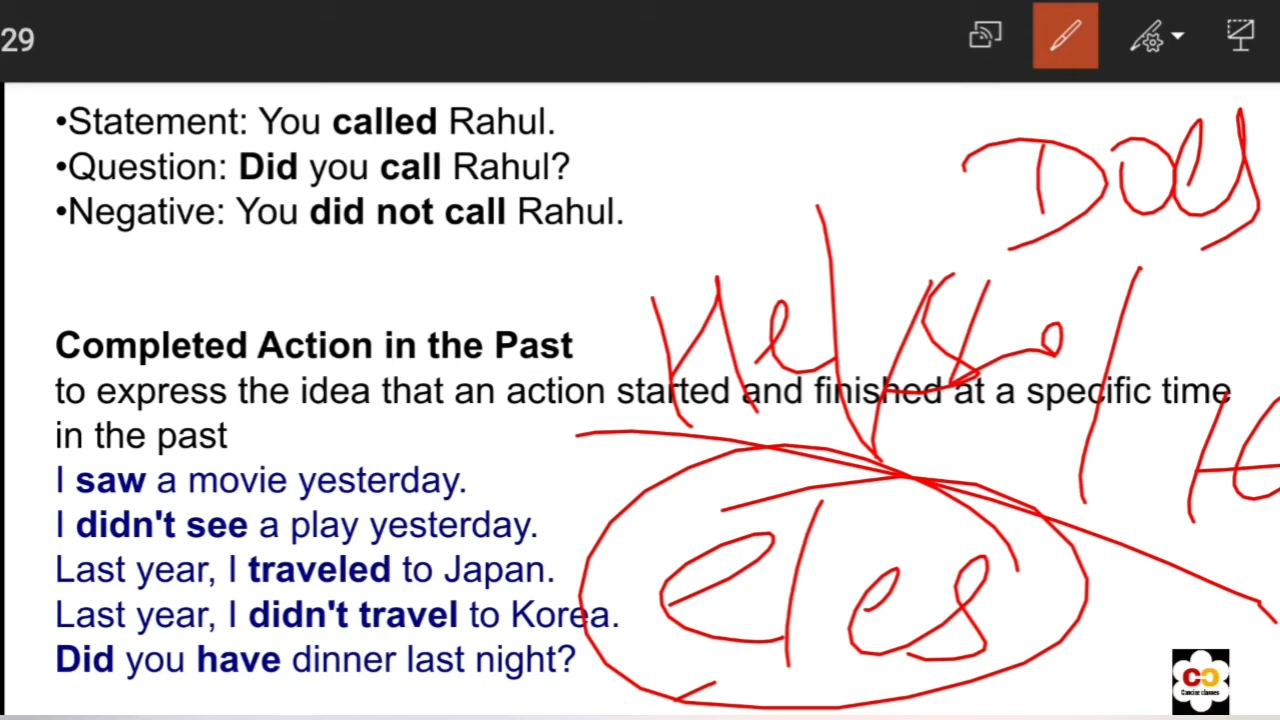 29
•Statement: You called Rahul.
•Question: Did you call Rahul?
•Negative: You did not call Rahul.
DOES
Completed Action in the Past
to express the idea that an action started and finished at a specific time
in the past
I saw a movie yesterday.
I didn't see a play yesterday.
Last year, I traveled to Japan.
Last year, I didn't travel to Korea.
Did you have dinner last night?
e/es
Concise classes